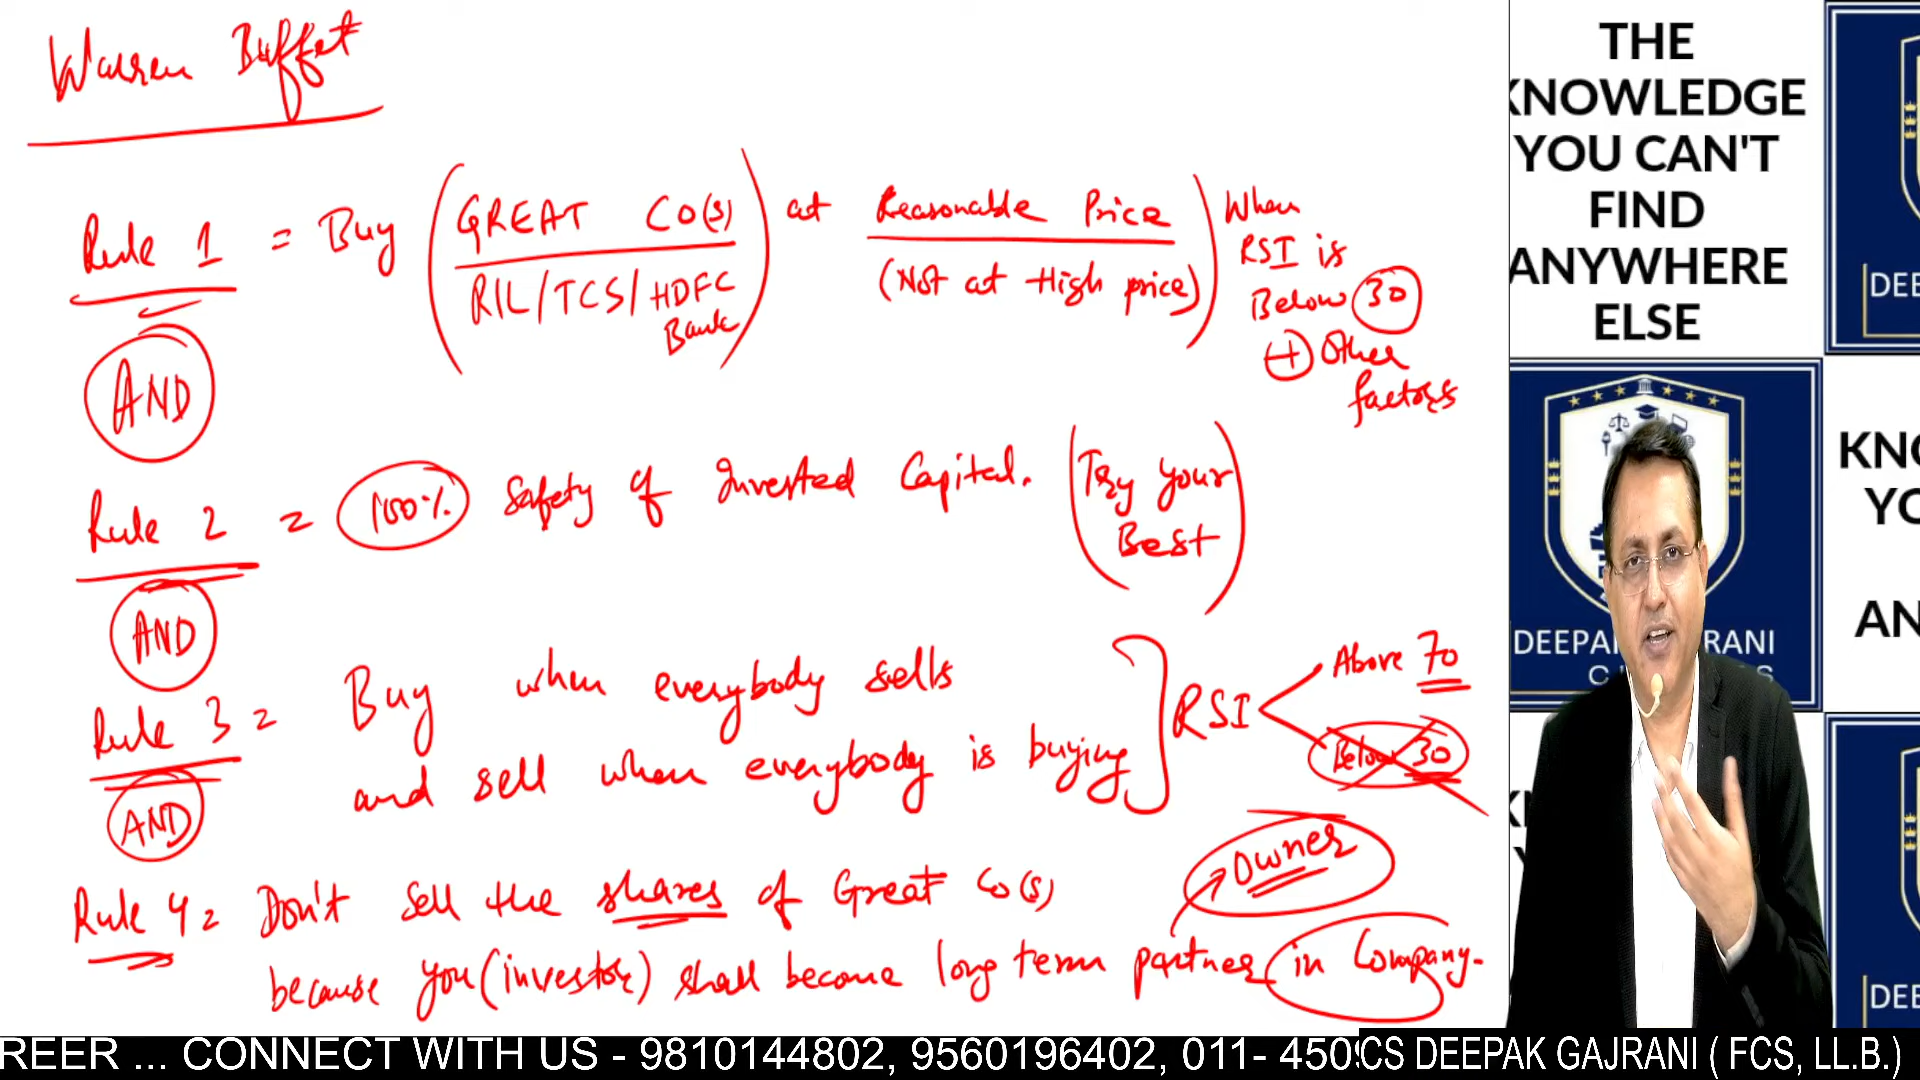 Warren Buffet
Rule 1 = Buy (GREAT Co(s) at Reasonable Price) When
RIL/TCS/HDFC Bank
(Not at High price)
RSI is
Below 30
+ Other
factors
AND
Rule 2 = 100% Safety of Invested Capital. (Try your
Best)
AND
Rule 3 = Buy when everybody sells
and sell when everybody is buying
RSI
Above 70
Below 30
AND
Rule 4 = Don't Sell the shares of Great Co(s)
because you (investor) shall become long term partner in Company.
Owner
THE
KNOWLEDGE
YOU CAN'T
FIND
ANYWHERE
ELSE
DEE
KNO
YO
AN
DEE
REER ... CONNECT WITH US - 9810144802, 9560196402, 011- 450
CS DEEPAK GAJRANI ( FCS, LL.B.)